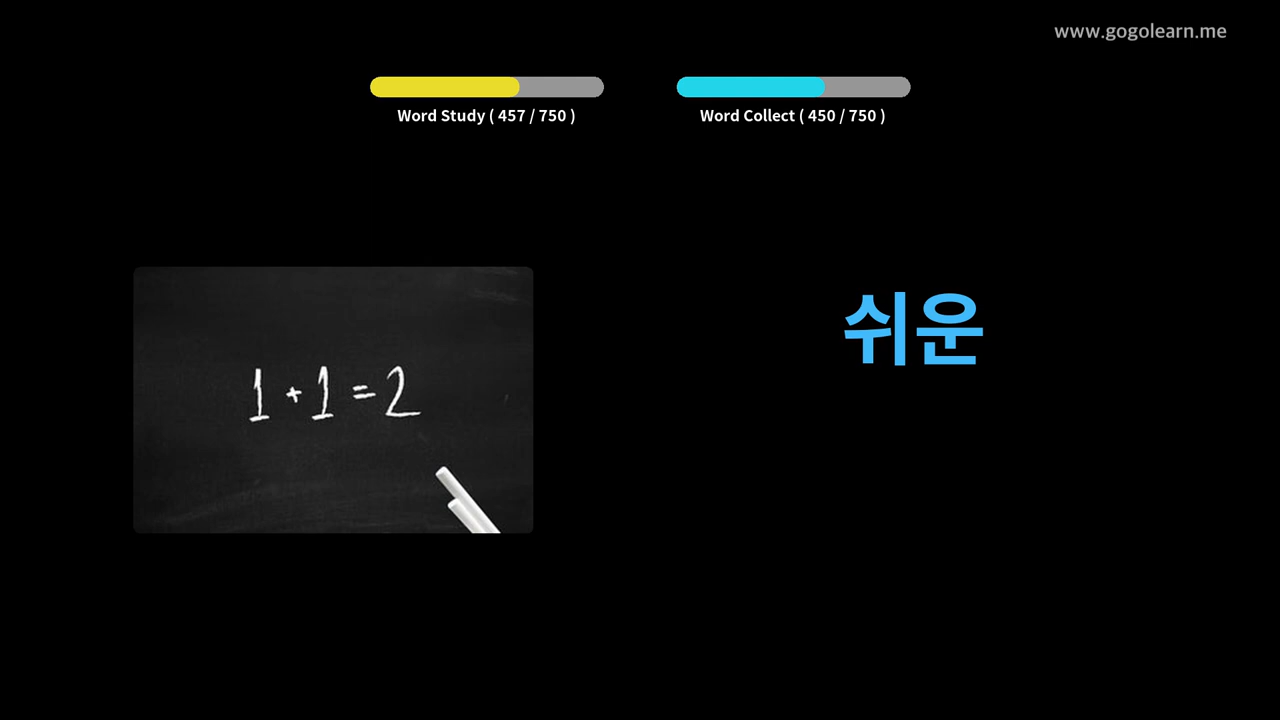 www.gogolearn.me
Word Study ( 457 / 750 )
Word Collect ( 450 / 750 )
1 + 1 = 2
쉬운